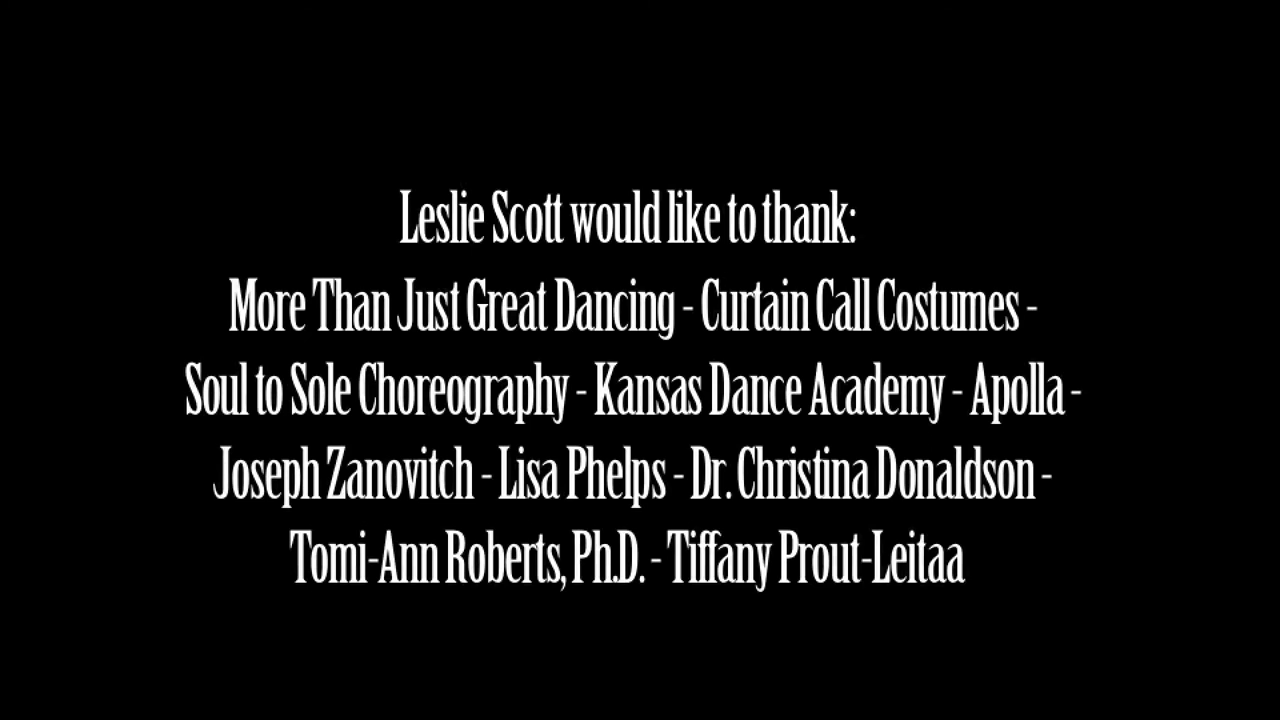 Leslie Scott would like to thank:
More Than Just Great Dancing - Curtain Call Costumes -
Soul to Sole Choreography - Kansas Dance Academy - Apolla -
Joseph Zanovitch - Lisa Phelps - Dr. Christina Donaldson -
Tomi-Ann Roberts, Ph.D. - Tiffany Prout-Leitaa